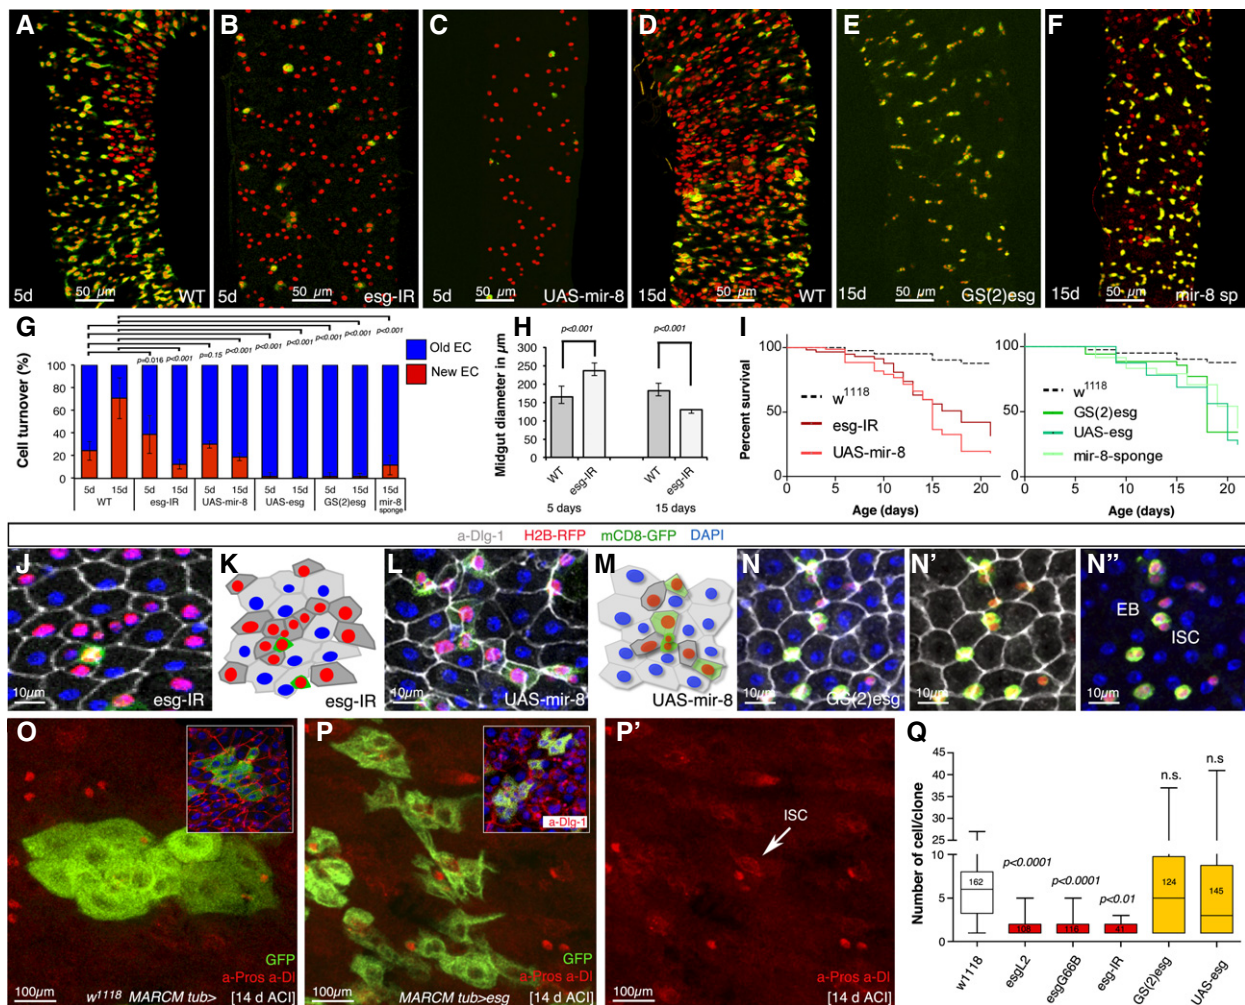 A B C D E F
5d 50 µm WT
5d 50 µm esg-IR
5d 50 µm UAS-mir-8
15d 50 µm WT
15d 50 µm GS(2)esg
15d 50 µm mir-8 sp
G
p=0.016 p<0.001 p=0.15 p<0.001 p<0.001 p<0.001 p<0.001 p<0.001 p<0.001
Cell turnover (%)
100
80
60
40
20
0
Old EC
New EC
5d 15d 5d 15d 5d 15d 5d 15d 5d 15d 15d
WT esg-IR UAS-mir-8 UAS-esg GS(2)esg mir-8
sponge
H
p<0.001 p<0.001
Midgut diameter in µm
300
250
200
150
100
50
0
WT esg-IR WT esg-IR
5 days 15 days
I
Percent survival
100
50
0
w1118
esg-IR
UAS-mir-8
0 5 10 15 20
Age (days)
100
50
0
w1118
GS(2)esg
UAS-esg
mir-8-sponge
0 5 10 15 20
Age (days)
a-Dlg-1 H2B-RFP mCD8-GFP DAPI
J K L M N N' N''
10µm esg-IR
esg-IR
10µm UAS-mir-8
UAS-mir-8
10µm GS(2)esg
10µm
EB
ISC
10µm
O
GFP
a-Pros a-Dl
100µm w1118 MARCM tub> [14 d ACI]
P
a-Dlg-1
GFP
a-Pros a-Dl
100µm MARCM tub>esg [14 d ACI]
P'
ISC
a-Pros a-Dl
100µm [14 d ACI]
Q
Number of cell/clone
45
40
35
30
25
20
10
5
0
162
p<0.0001
p<0.0001
p<0.01
n.s.
124
n.s
145
w1118 esgL2 esgG66B esg-IR GS(2)esg UAS-esg